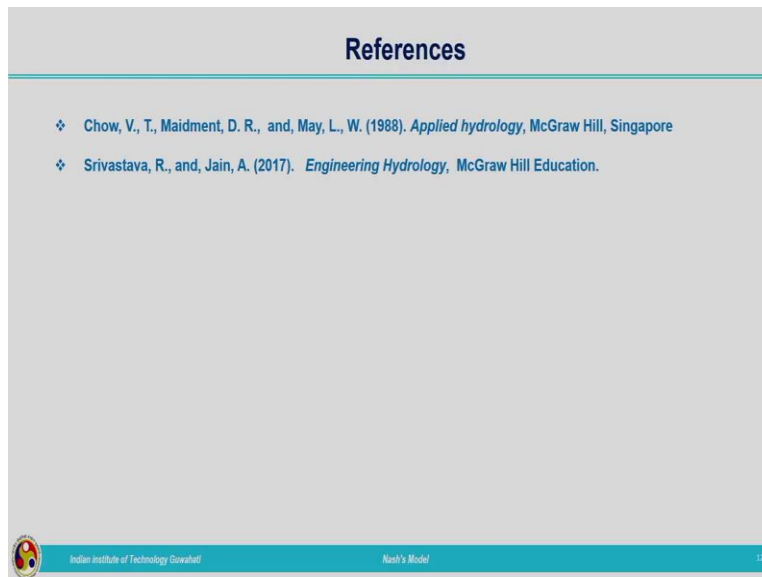 References
❖ Chow, V., T., Maidment, D. R., and, May, L., W. (1988). Applied hydrology, McGraw Hill, Singapore
❖ Srivastava, R., and, Jain, A. (2017). Engineering Hydrology, McGraw Hill Education.
Indian Institute of Technology Guwahati Nash's Model